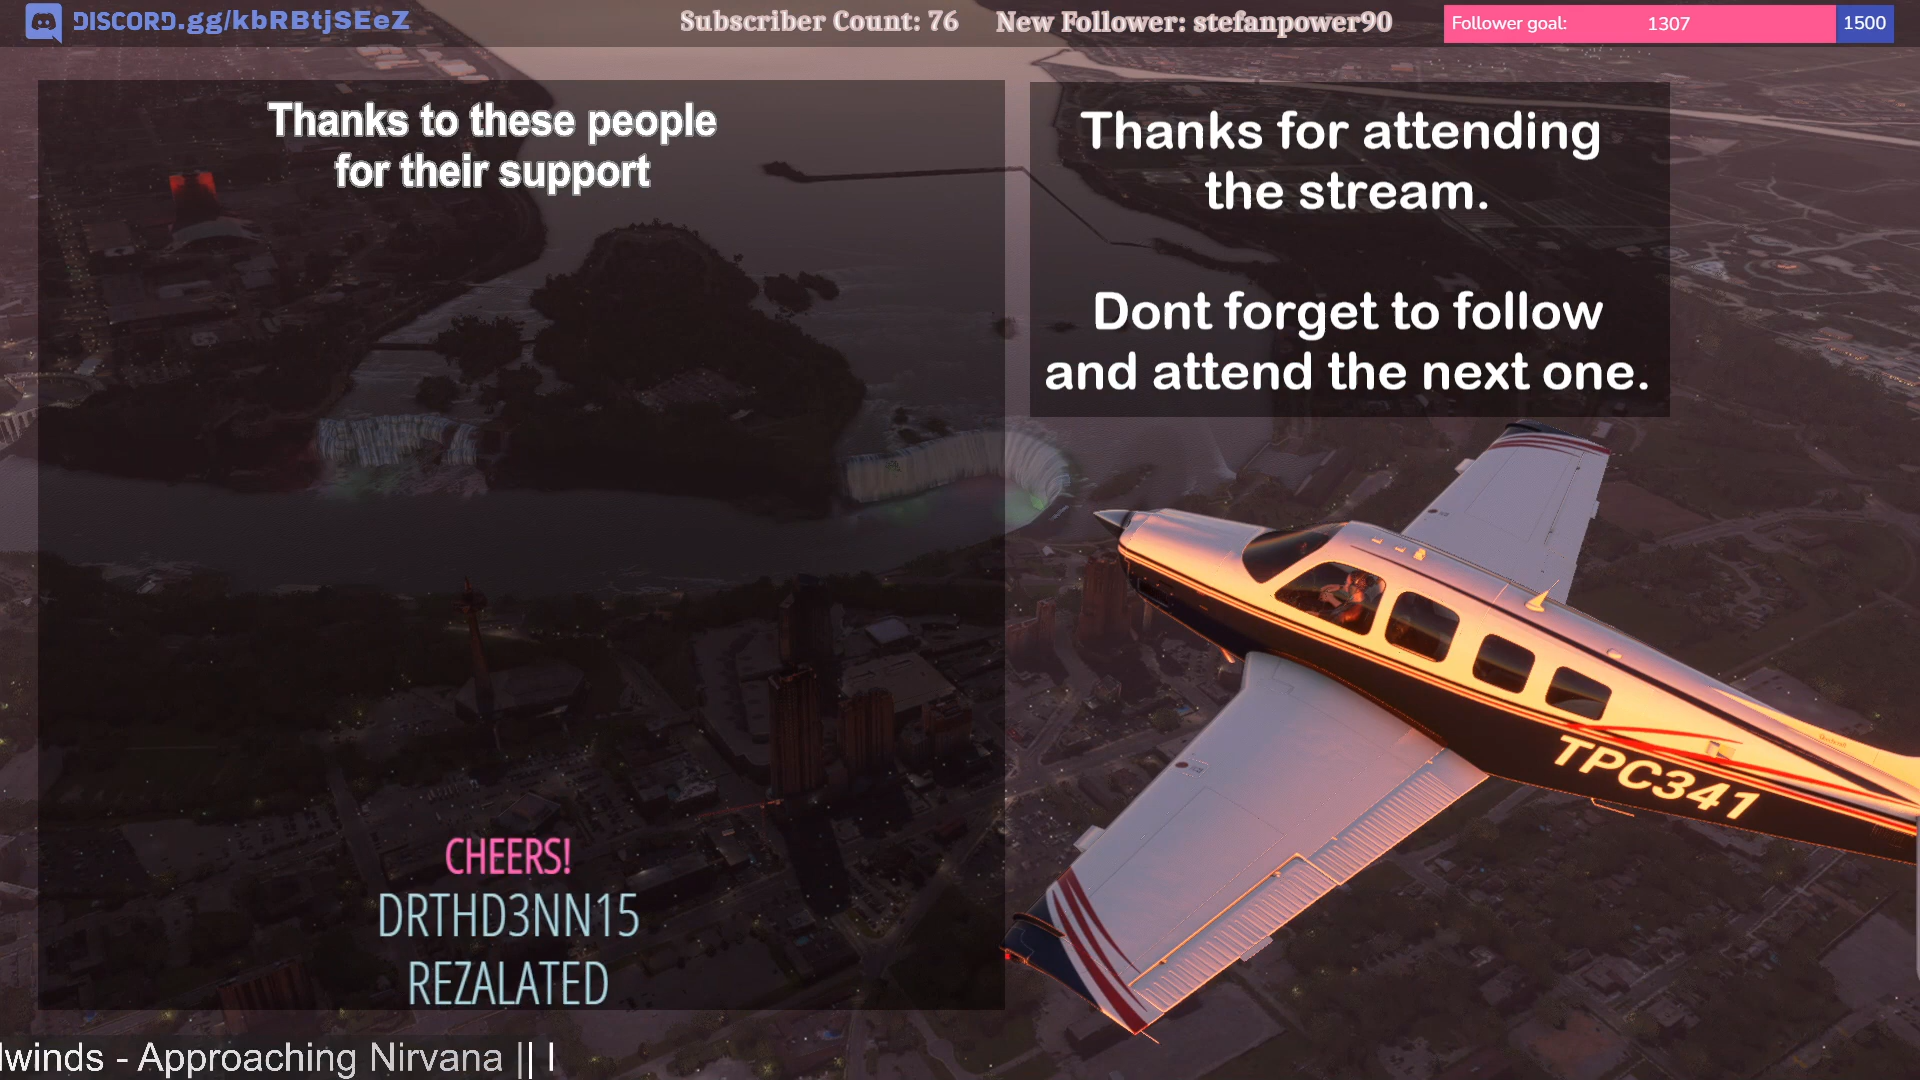 DISCORD.gg/kbRBtjSEeZ
Subscriber Count: 76
New Follower: stefanpower90
Follower goal: 1307 1500
Thanks to these people
for their support
Thanks for attending
the stream.
Dont forget to follow
and attend the next one.
TPC341
CHEERS!
DRTHD3NN15
REZALATED
lwinds - Approaching Nirvana || I